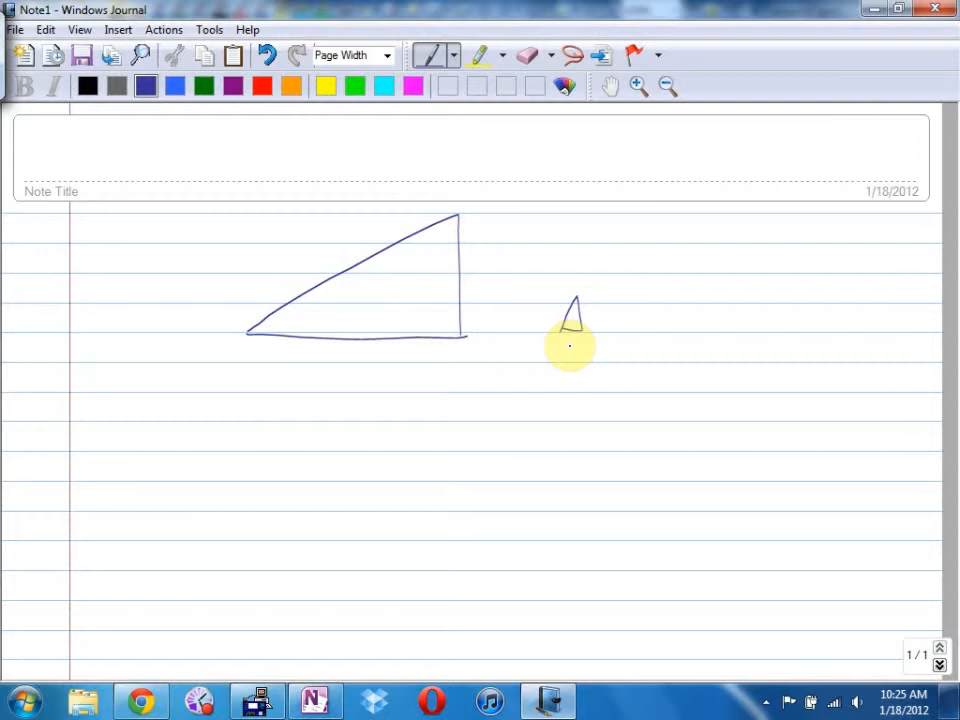 Note1 - Windows Journal
File Edit View Insert Actions Tools Help
Page Width
B I
Note Title 1/18/2012
1 / 1
N
10:25 AM
1/18/2012